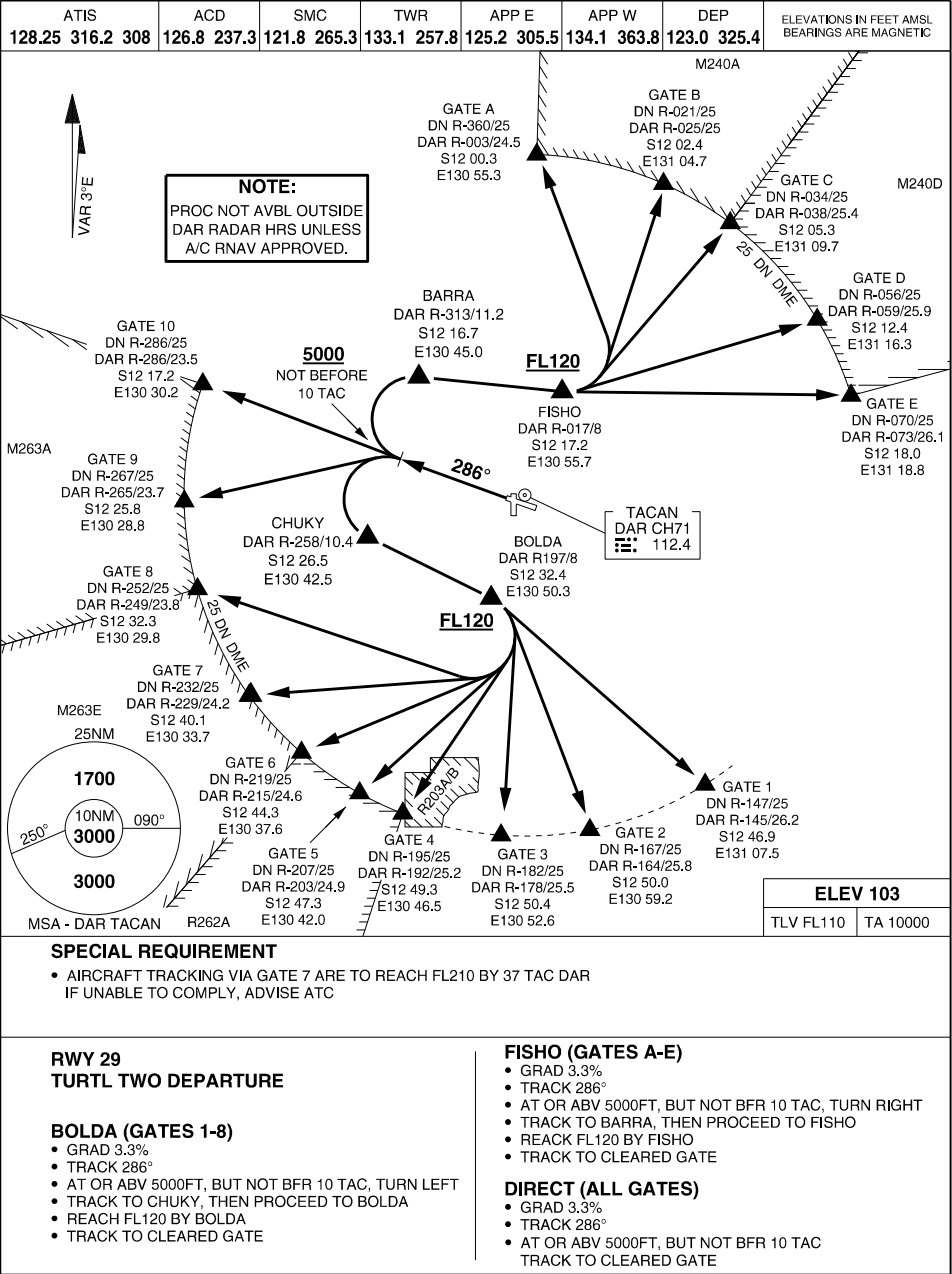 ATIS
128.25 316.2 308
ACD
126.8 237.3
SMC
121.8 265.3
TWR
133.1 257.8
APP E
125.2 305.5
APP W
134.1 363.8
DEP
123.0 325.4
ELEVATIONS IN FEET AMSL
BEARINGS ARE MAGNETIC
M240A
VAR 3°E
NOTE:
PROC NOT AVBL OUTSIDE
DAR RADAR HRS UNLESS
A/C RNAV APPROVED.
GATE A
DN R-360/25
DAR R-003/24.5
S12 00.3
E130 55.3
GATE B
DN R-021/25
DAR R-025/25
S12 02.4
E131 04.7
GATE C
DN R-034/25
DAR R-038/25.4
S12 05.3
E131 09.7
M240D
25 DN DME
GATE D
DN R-056/25
DAR R-059/25.9
S12 12.4
E131 16.3
GATE E
DN R-070/25
DAR R-073/26.1
S12 18.0
E131 18.8
BARRA
DAR R-313/11.2
S12 16.7
E130 45.0
FL120
FISHO
DAR R-017/8
S12 17.2
E130 55.7
5000
NOT BEFORE
10 TAC
GATE 10
DN R-286/25
DAR R-286/23.5
S12 17.2
E130 30.2
M263A
GATE 9
DN R-267/25
DAR R-265/23.7
S12 25.8
E130 28.8
286°
TACAN
DAR CH71
112.4
CHUKY
DAR R-258/10.4
S12 26.5
E130 42.5
BOLDA
DAR R197/8
S12 32.4
E130 50.3
FL120
GATE 8
DN R-252/25
DAR R-249/23.8
S12 32.3
E130 29.8
25 DN DME
GATE 7
DN R-232/25
DAR R-229/24.2
S12 40.1
E130 33.7
M263E
25NM
1700
10NM
3000
090°
250°
3000
MSA - DAR TACAN
GATE 6
DN R-219/25
DAR R-215/24.6
S12 44.3
E130 37.6
R262A
GATE 5
DN R-207/25
DAR R-203/24.9
S12 47.3
E130 42.0
R203A/B
GATE 4
DN R-195/25
DAR R-192/25.2
S12 49.3
E130 46.5
GATE 3
DN R-182/25
DAR R-178/25.5
S12 50.4
E130 52.6
GATE 2
DN R-167/25
DAR R-164/25.8
S12 50.0
E130 59.2
GATE 1
DN R-147/25
DAR R-145/26.2
S12 46.9
E131 07.5
ELEV 103
TLV FL110
TA 10000
SPECIAL REQUIREMENT
• AIRCRAFT TRACKING VIA GATE 7 ARE TO REACH FL210 BY 37 TAC DAR
IF UNABLE TO COMPLY, ADVISE ATC
RWY 29
TURTL TWO DEPARTURE
BOLDA (GATES 1-8)
• GRAD 3.3%
• TRACK 286°
• AT OR ABV 5000FT, BUT NOT BFR 10 TAC, TURN LEFT
• TRACK TO CHUKY, THEN PROCEED TO BOLDA
• REACH FL120 BY BOLDA
• TRACK TO CLEARED GATE
FISHO (GATES A-E)
• GRAD 3.3%
• TRACK 286°
• AT OR ABV 5000FT, BUT NOT BFR 10 TAC, TURN RIGHT
• TRACK TO BARRA, THEN PROCEED TO FISHO
• REACK FL120 BY FISHO
• TRACK TO CLEARED GATE
DIRECT (ALL GATES)
• GRAD 3.3%
• TRACK 286°
• AT OR ABV 5000FT, BUT NOT BFR 10 TAC
TRACK TO CLEARED GATE